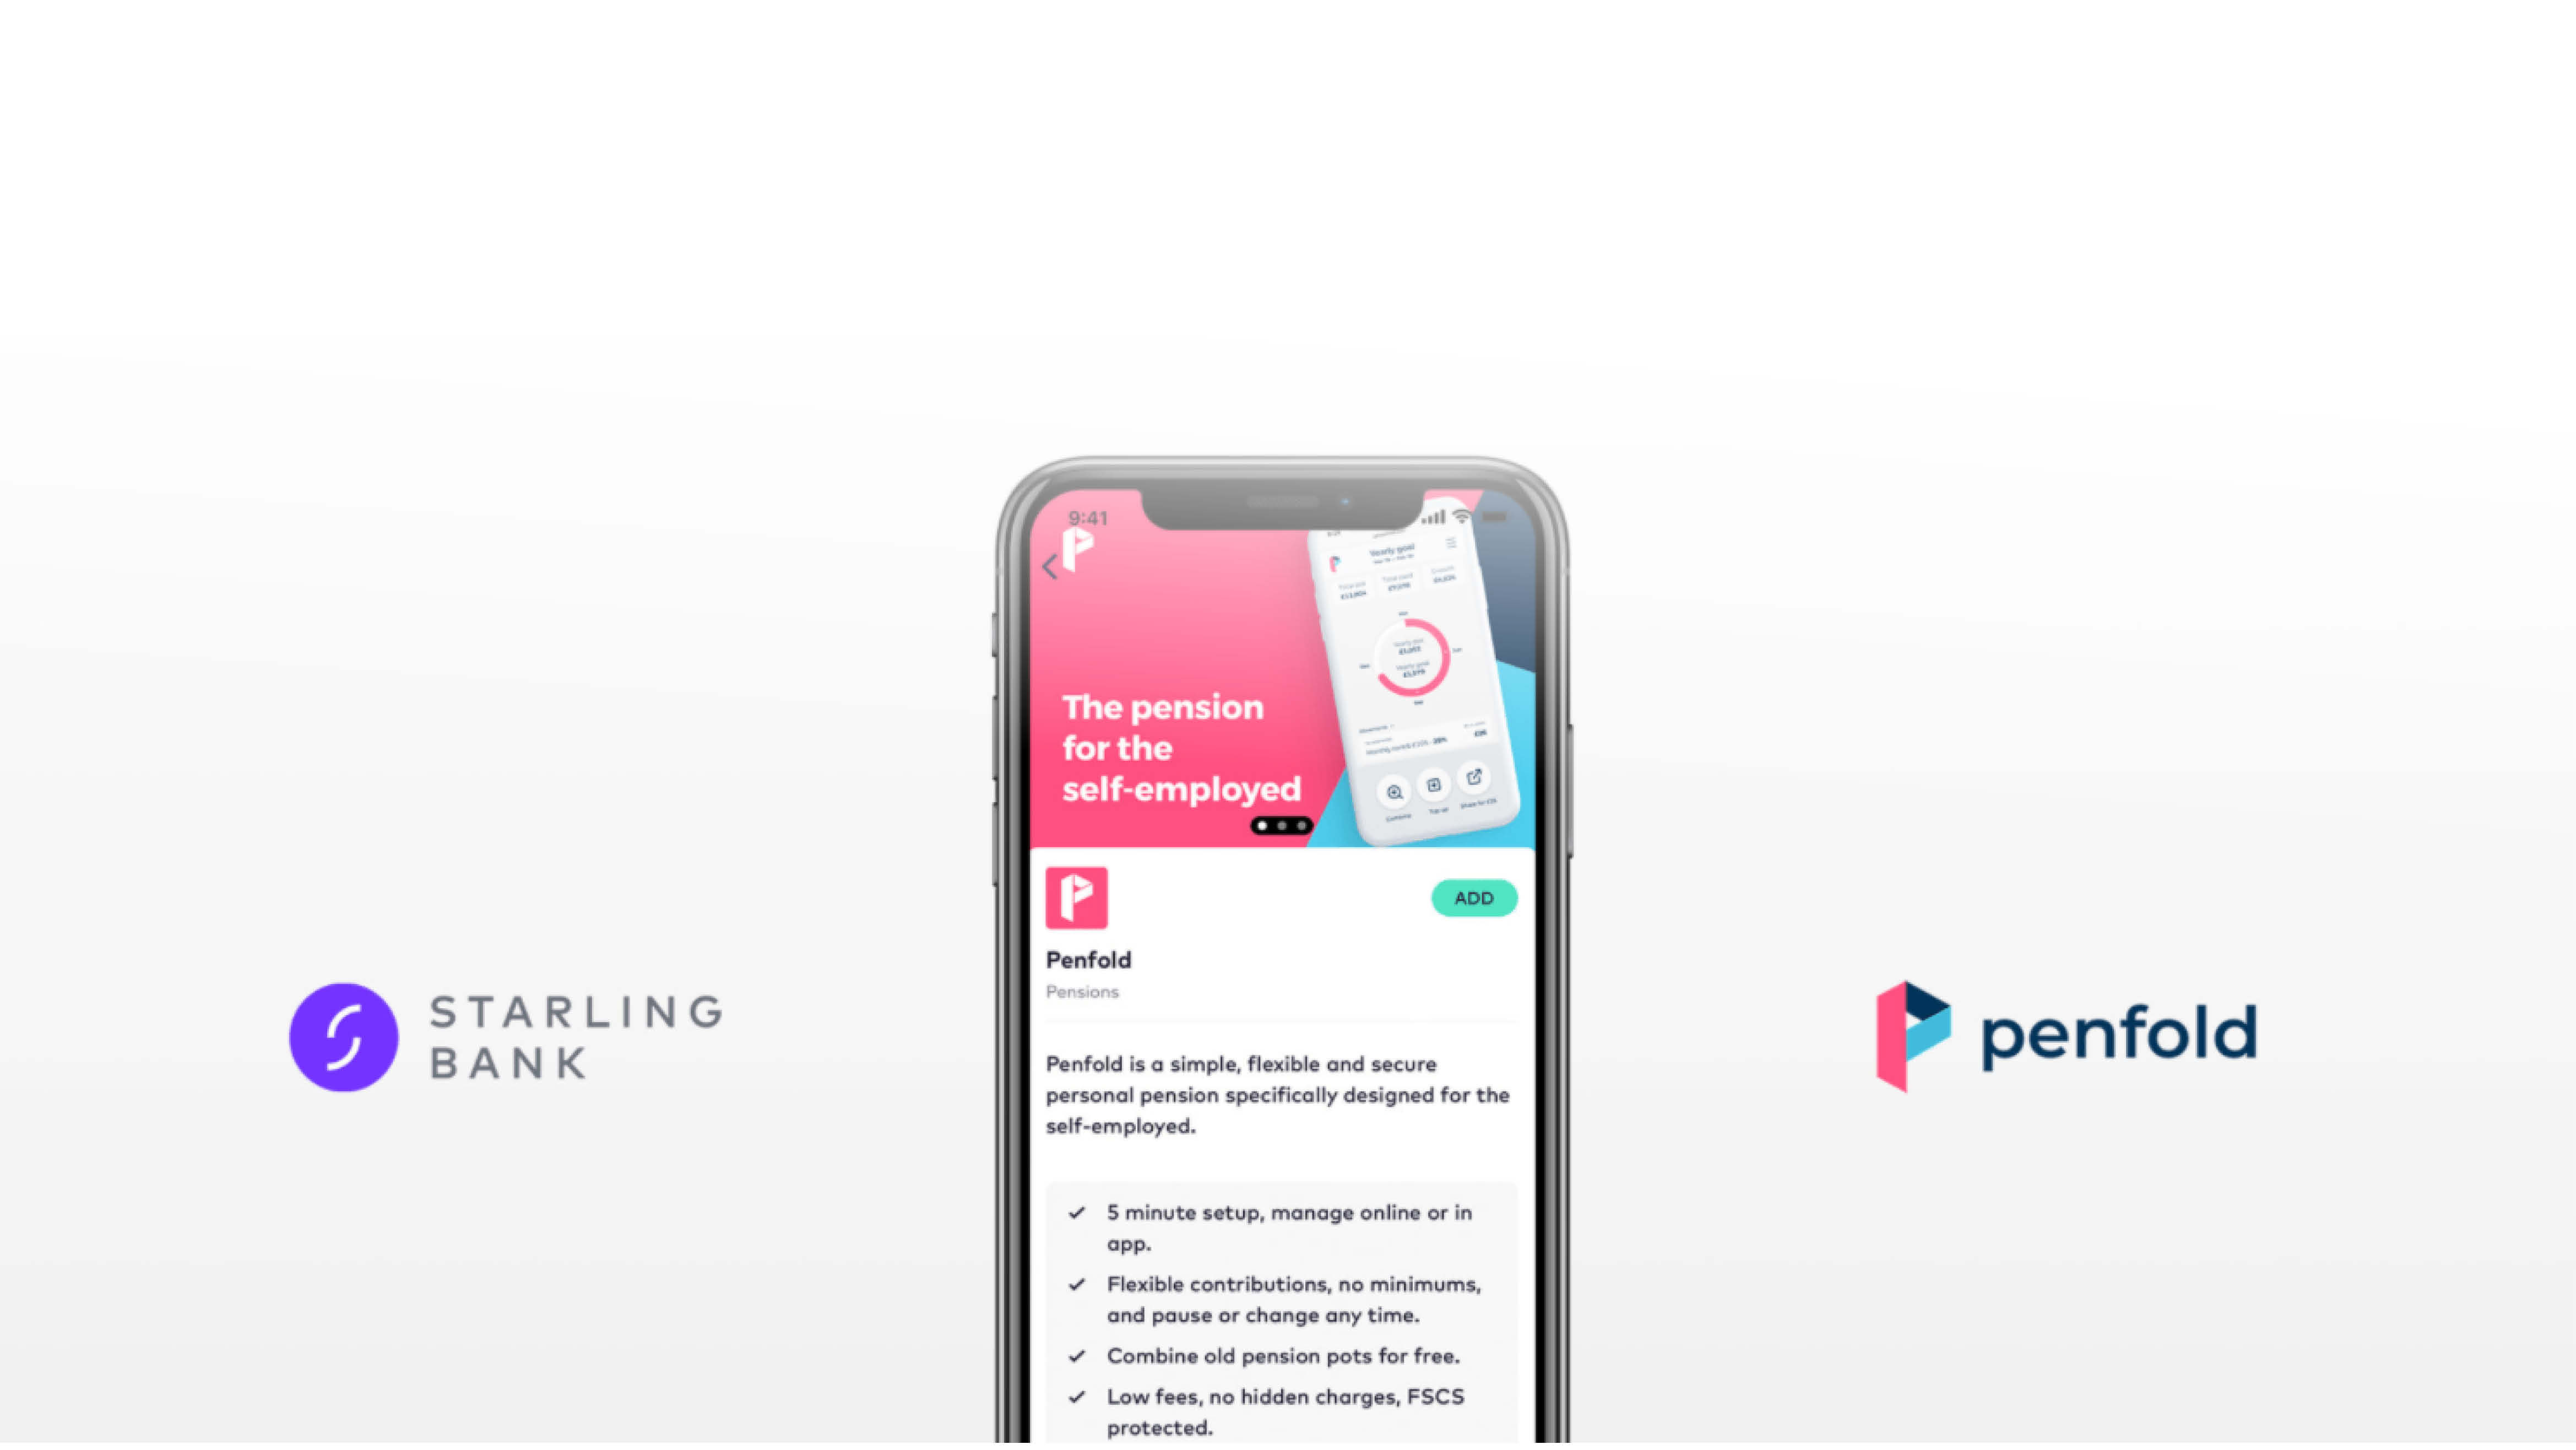 9:41
The pension
for the
self-employed
Yearly goal
ADD
Penfold
Pensions
Penfold is a simple, flexible and secure
personal pension specifically designed for the
self-employed.
5 minute setup, manage online or in
app.
Flexible contributions, no minimums,
and pause or change any time.
Combine old pension pots for free.
Low fees, no hidden charges, FSCS
protected.
STARLING
BANK
penfold